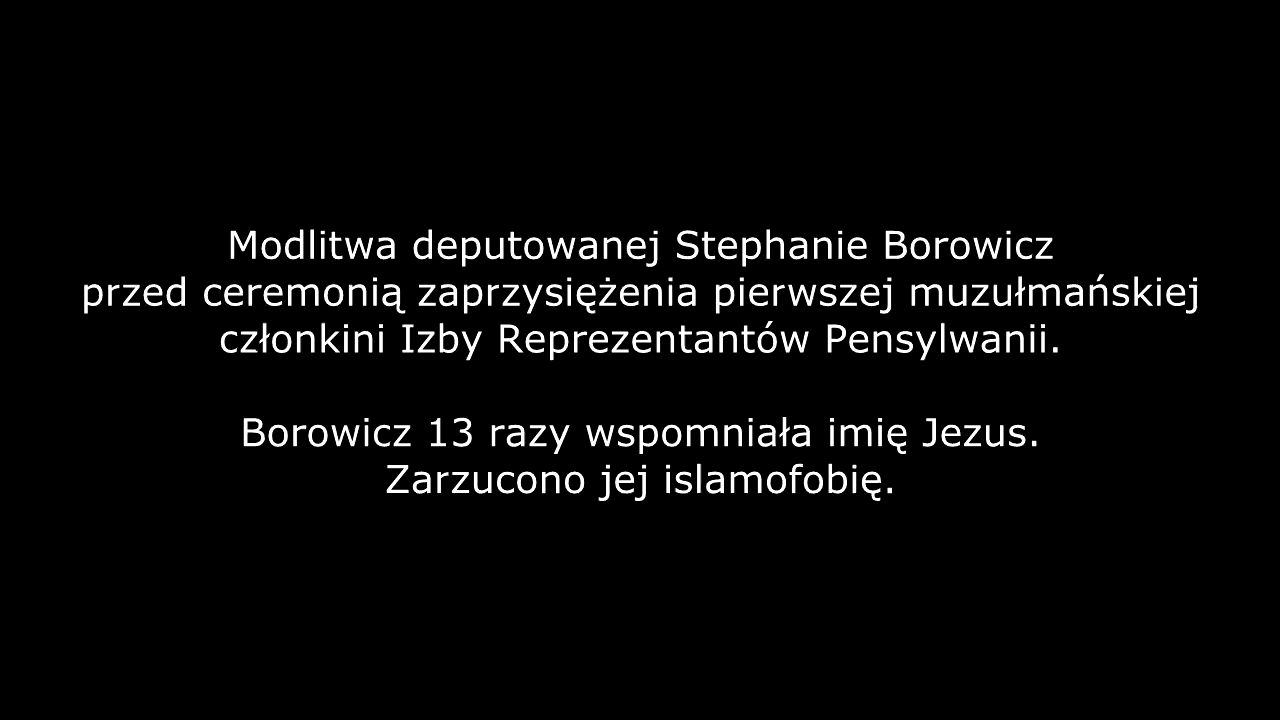 Modlitwa deputowanej Stephanie Borowicz
przed ceremonią zaprzysiężenia pierwszej muzułmańskiej
członkini Izby Reprezentantów Pensylwanii.
Borowicz 13 razy wspomniała imię Jezus.
Zarzucono jej islamofobię.